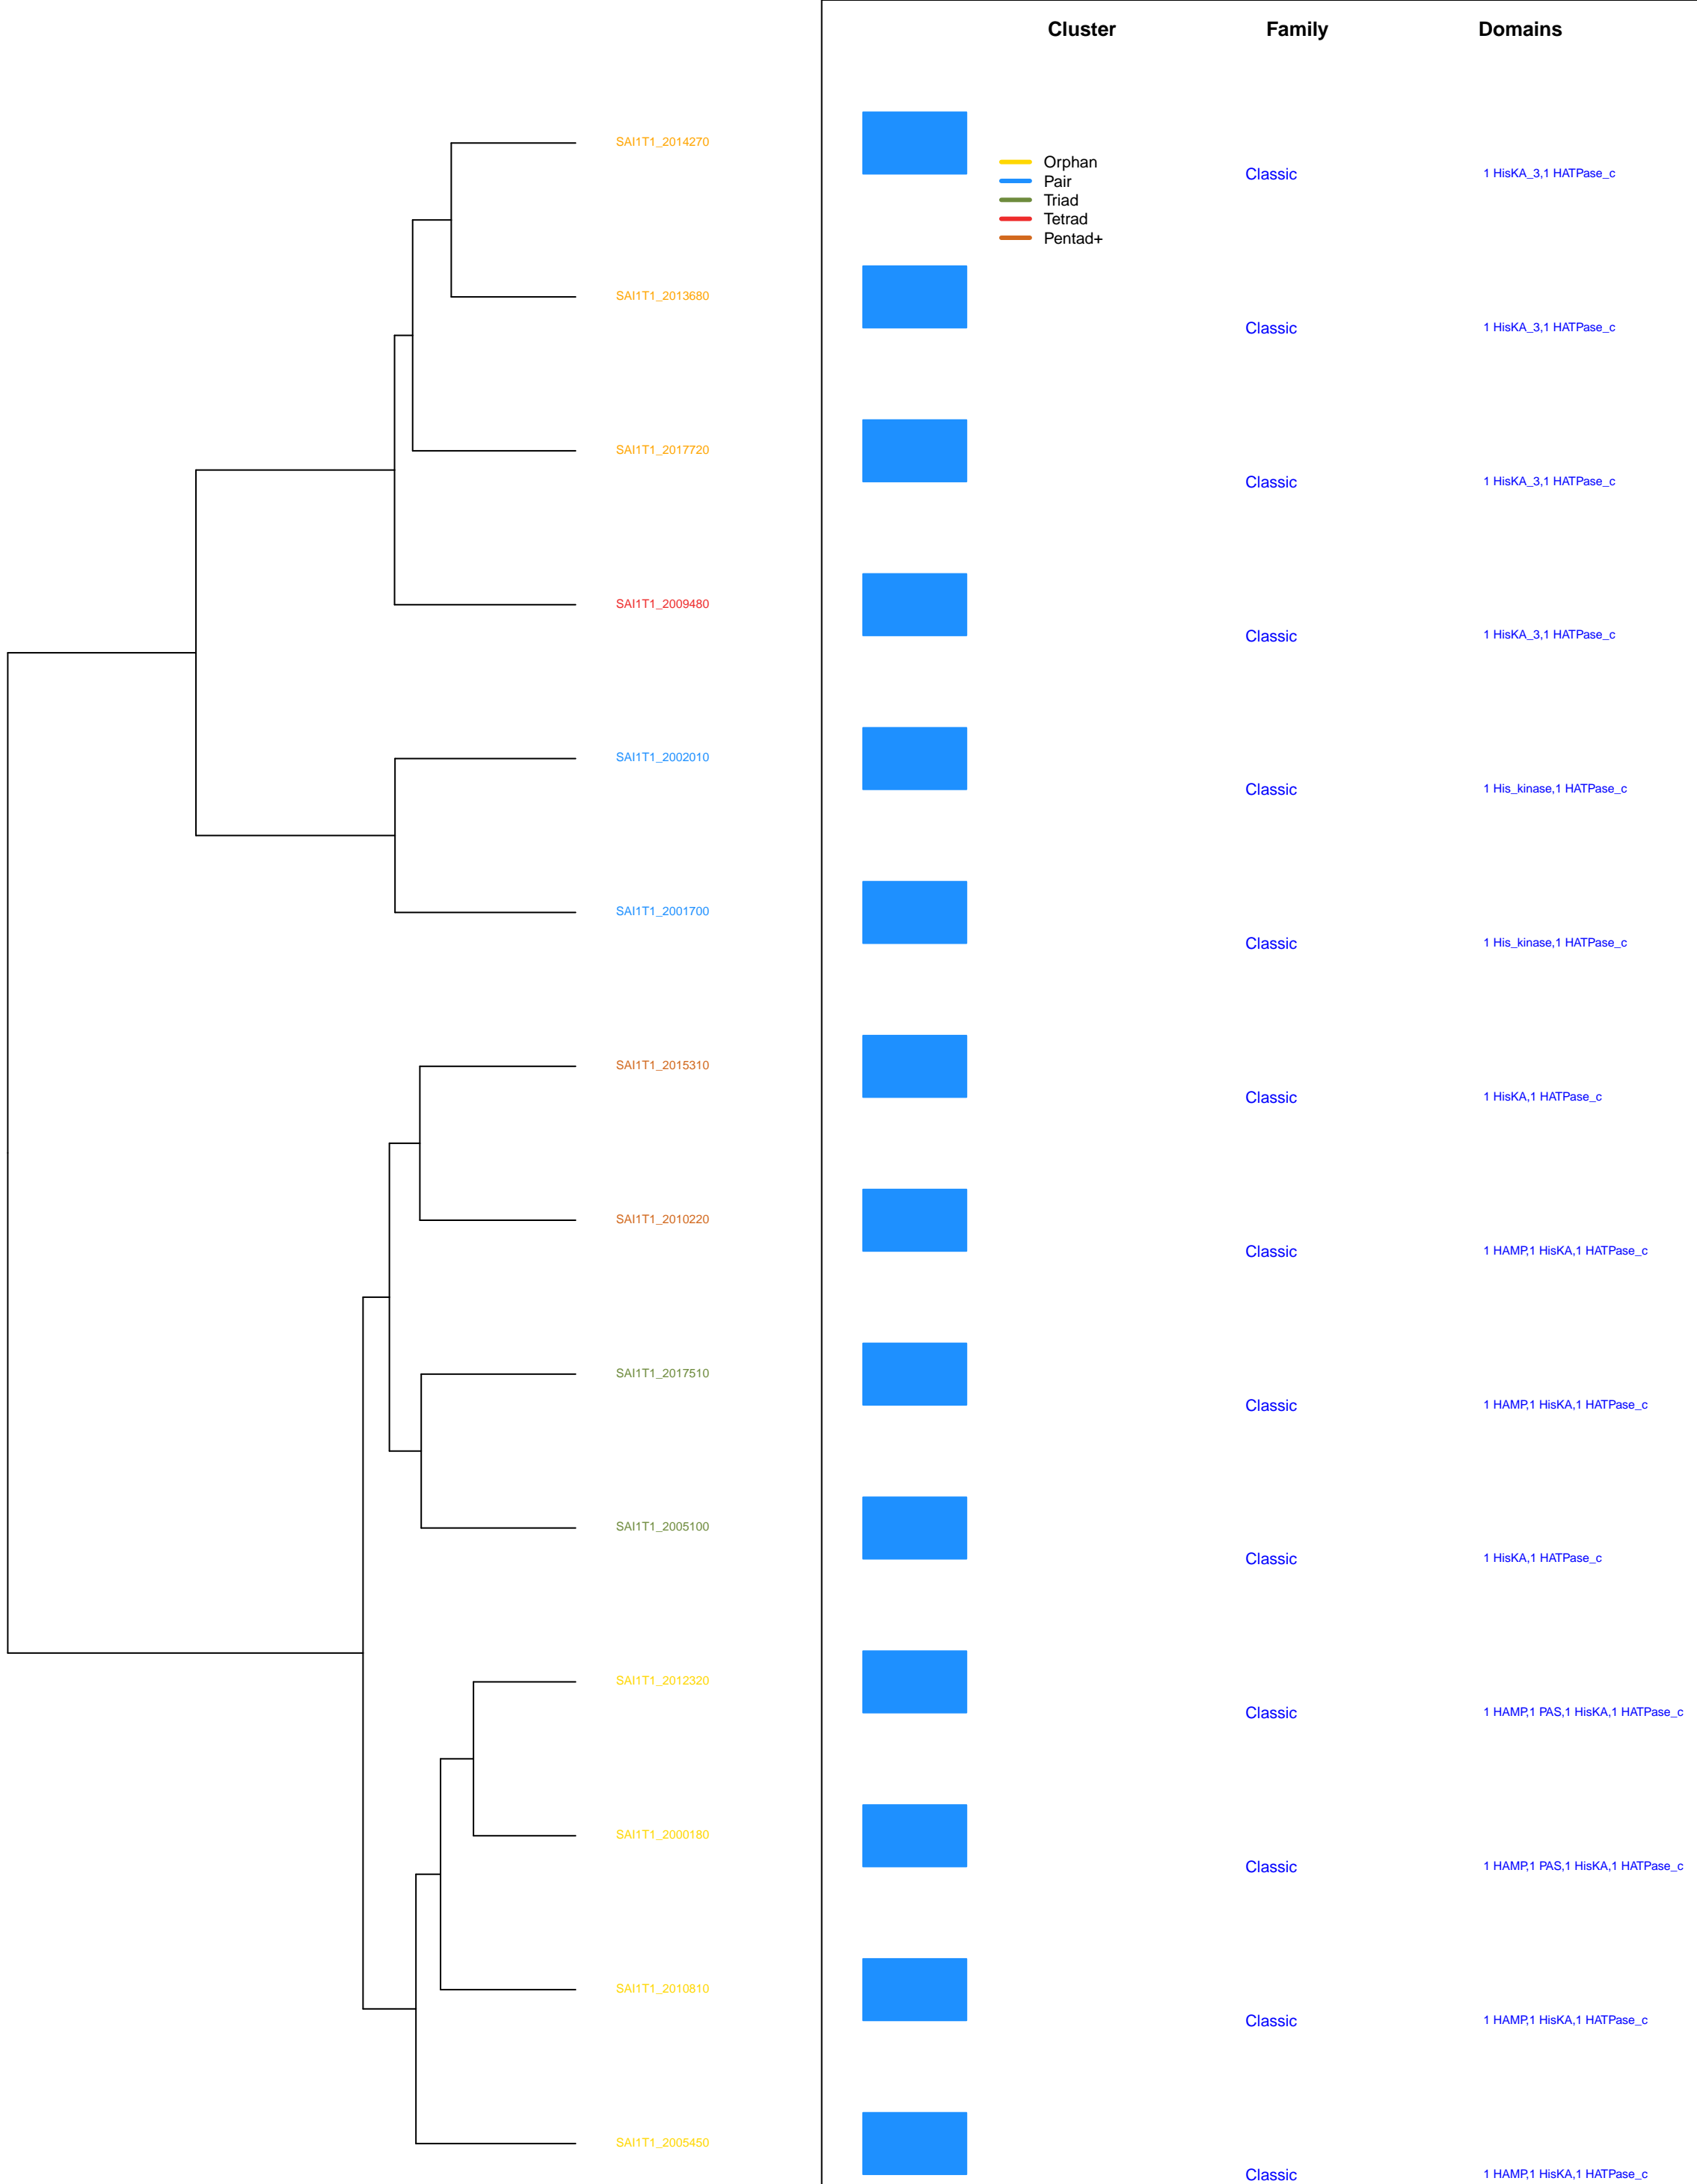 Cluster Family Domains
SAI1T1_2014270
Orphan
Pair
Triad
Tetrad
Pentad+
Classic 1 HisKA_3,1 HATPase_c
SAI1T1_2013680
Classic 1 HisKA_3,1 HATPase_c
SAI1T1_2017720
Classic 1 HisKA_3,1 HATPase_c
SAI1T1_2009480
Classic 1 HisKA_3,1 HATPase_c
SAI1T1_2002010
Classic 1 His_kinase,1 HATPase_c
SAI1T1_2001700
Classic 1 His_kinase,1 HATPase_c
SAI1T1_2015310
Classic 1 HisKA,1 HATPase_c
SAI1T1_2010220
Classic 1 HAMP,1 HisKA,1 HATPase_c
SAI1T1_2017510
Classic 1 HAMP,1 HisKA,1 HATPase_c
SAI1T1_2005100
Classic 1 HisKA,1 HATPase_c
SAI1T1_2012320
Classic 1 HAMP,1 PAS,1 HisKA,1 HATPase_c
SAI1T1_2000180
Classic 1 HAMP,1 PAS,1 HisKA,1 HATPase_c
SAI1T1_2010810
Classic 1 HAMP,1 HisKA,1 HATPase_c
SAI1T1_2005450
Classic 1 HAMP,1 HisKA,1 HATPase_c